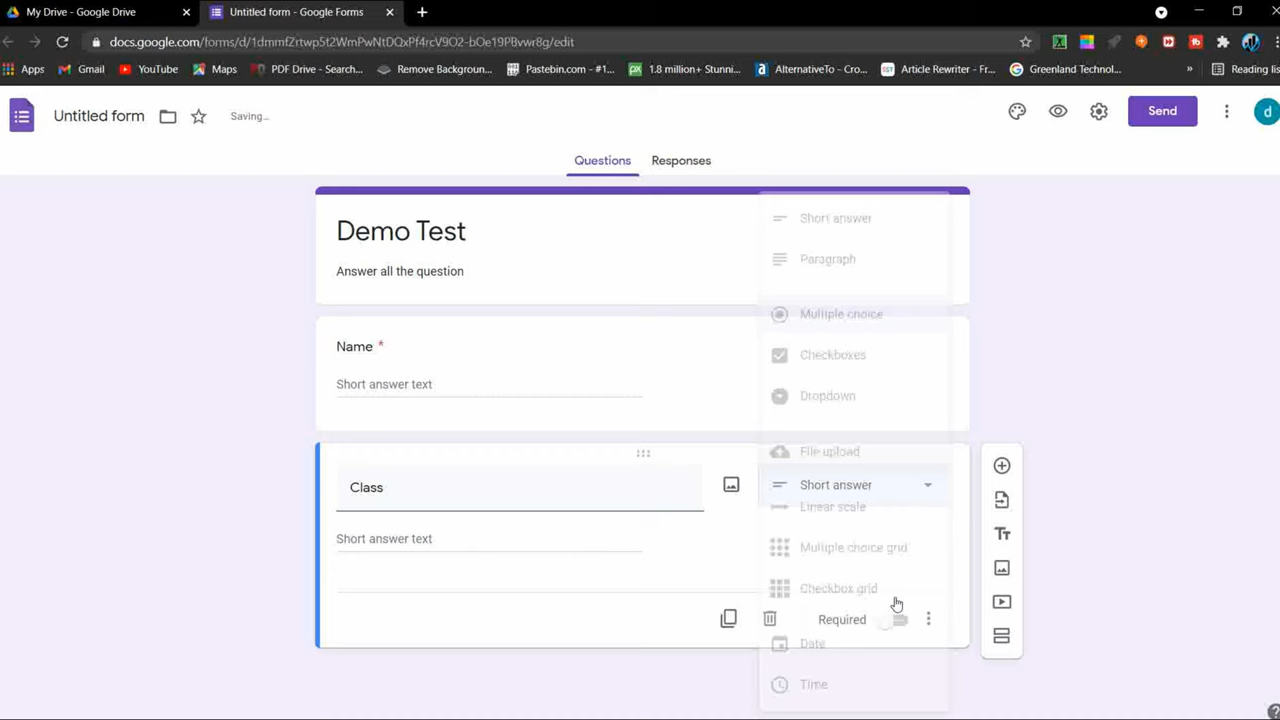 My Drive - Google Drive
Untitled form - Google Forms
docs.google.com/forms/d/1dmmfZrtwp5t2WmPwNtDQxPf4rcV9O2-bOe19PBvwr8g/edit
Apps
Gmail
YouTube
Maps
PDF Drive - Search...
Remove Backgroun...
Pastebin.com - #1...
1.8 million+ Stunni...
AlternativeTo - Cro...
Article Rewriter - Fr...
Greenland Technol...
»
Reading list
Untitled form
Saving...
Send
d
Questions
Responses
Demo Test
Answer all the question
Name *
Short answer text
Class
Short answer text
Short answer
Paragraph
Multiple choice
Checkboxes
Dropdown
File upload
Short answer
Linear scale
Multiple choice grid
Checkbox grid
Required
Date
Time